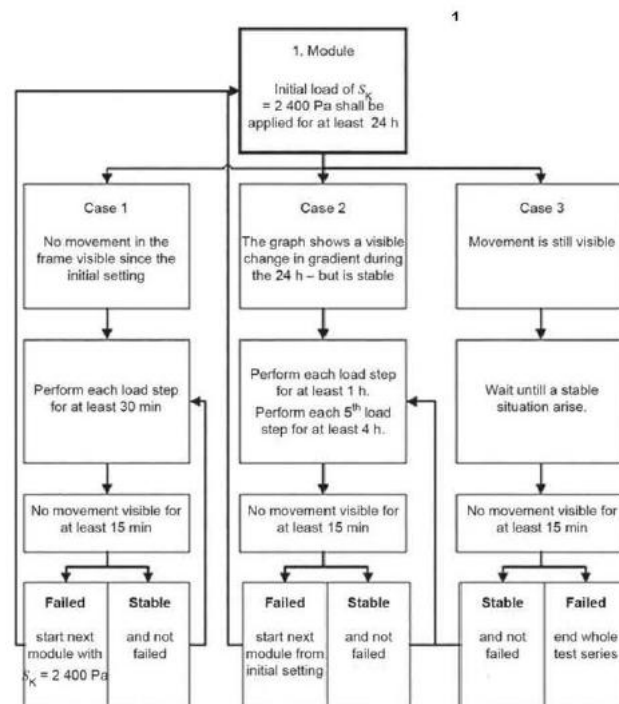 1
1. Module
Initial load of S_K
= 2 400 Pa shall be
applied for at least 24 h
Case 1
No movement in the
frame visible since the
initial setting
Case 2
The graph shows a visible
change in gradient during
the 24 h – but is stable
Case 3
Movement is still visible
Perform each load step
for at least 30 min
Perform each load step
for at least 1 h.
Perform each 5th load
step for at least 4 h.
Wait untill a stable
situation arise.
No movement visible for
at least 15 min
No movement visible for
at least 15 min
No movement visible for
at least 15 min
Failed
start next
module with
S_K = 2 400 Pa
Stable
and not
failed
Failed
start next
module from
initial setting
Stable
and not
failed
Stable
and not
failed
Failed
end whole
test series